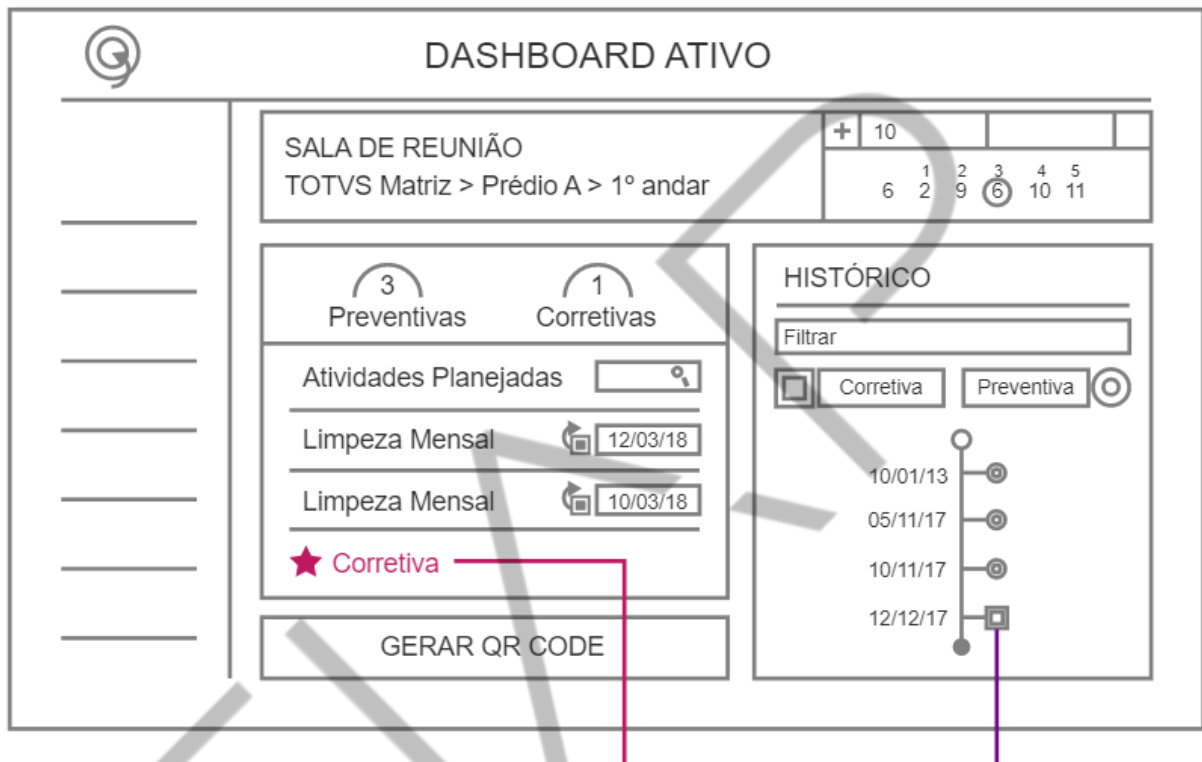 DASHBOARD ATIVO
SALA DE REUNIÃO
TOTVS Matriz > Prédio A > 1º andar
+ 10
1 2 3 4 5
6 2 9 6 10 11
3 1
Preventivas Corretivas
Atividades Planejadas
Limpeza Mensal 12/03/18
Limpeza Mensal 10/03/18
Corretiva
GERAR QR CODE
HISTÓRICO
Filtrar
Corretiva Preventiva
10/01/13
05/11/17
10/11/17
12/12/17